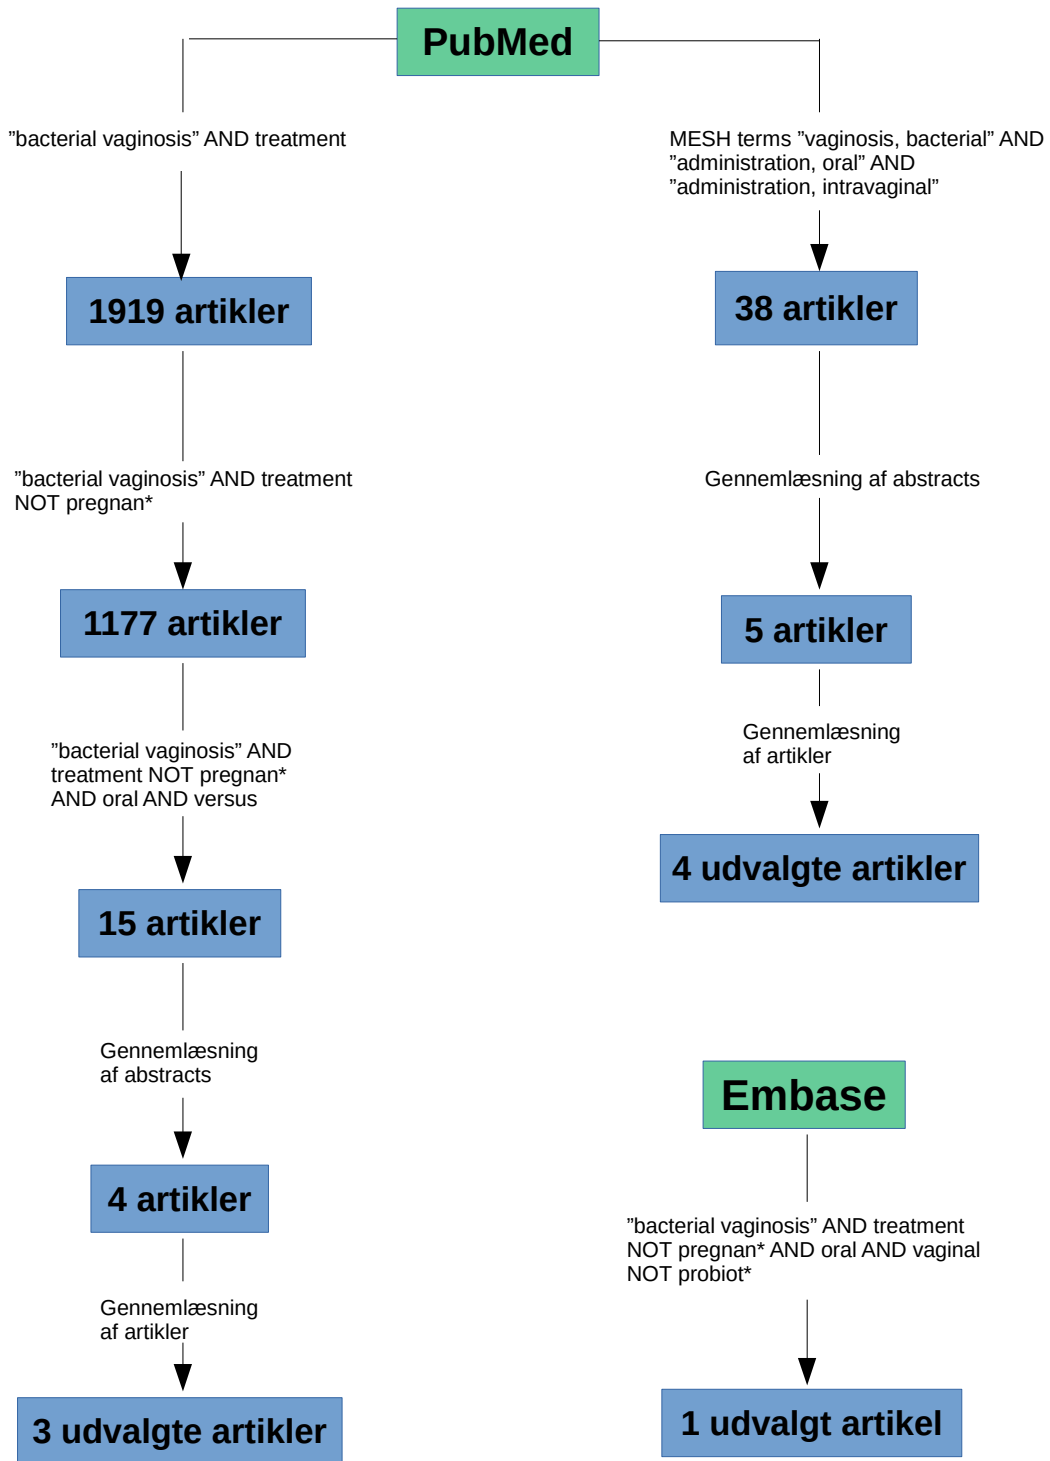 PubMed
”bacterial vaginosis” AND treatment
1919 artikler
”bacterial vaginosis” AND treatment
NOT pregnan*
1177 artikler
”bacterial vaginosis” AND
treatment NOT pregnan*
AND oral AND versus
15 artikler
Gennemlæsning
af abstracts
4 artikler
Gennemlæsning
af artikler
3 udvalgte artikler
MESH terms ”vaginosis, bacterial” AND
”administration, oral” AND
”administration, intravaginal”
38 artikler
Gennemlæsning af abstracts
5 artikler
Gennemlæsning
af artikler
4 udvalgte artikler
Embase
”bacterial vaginosis” AND treatment
NOT pregnan* AND oral AND vaginal
NOT probiot*
1 udvalgt artikel